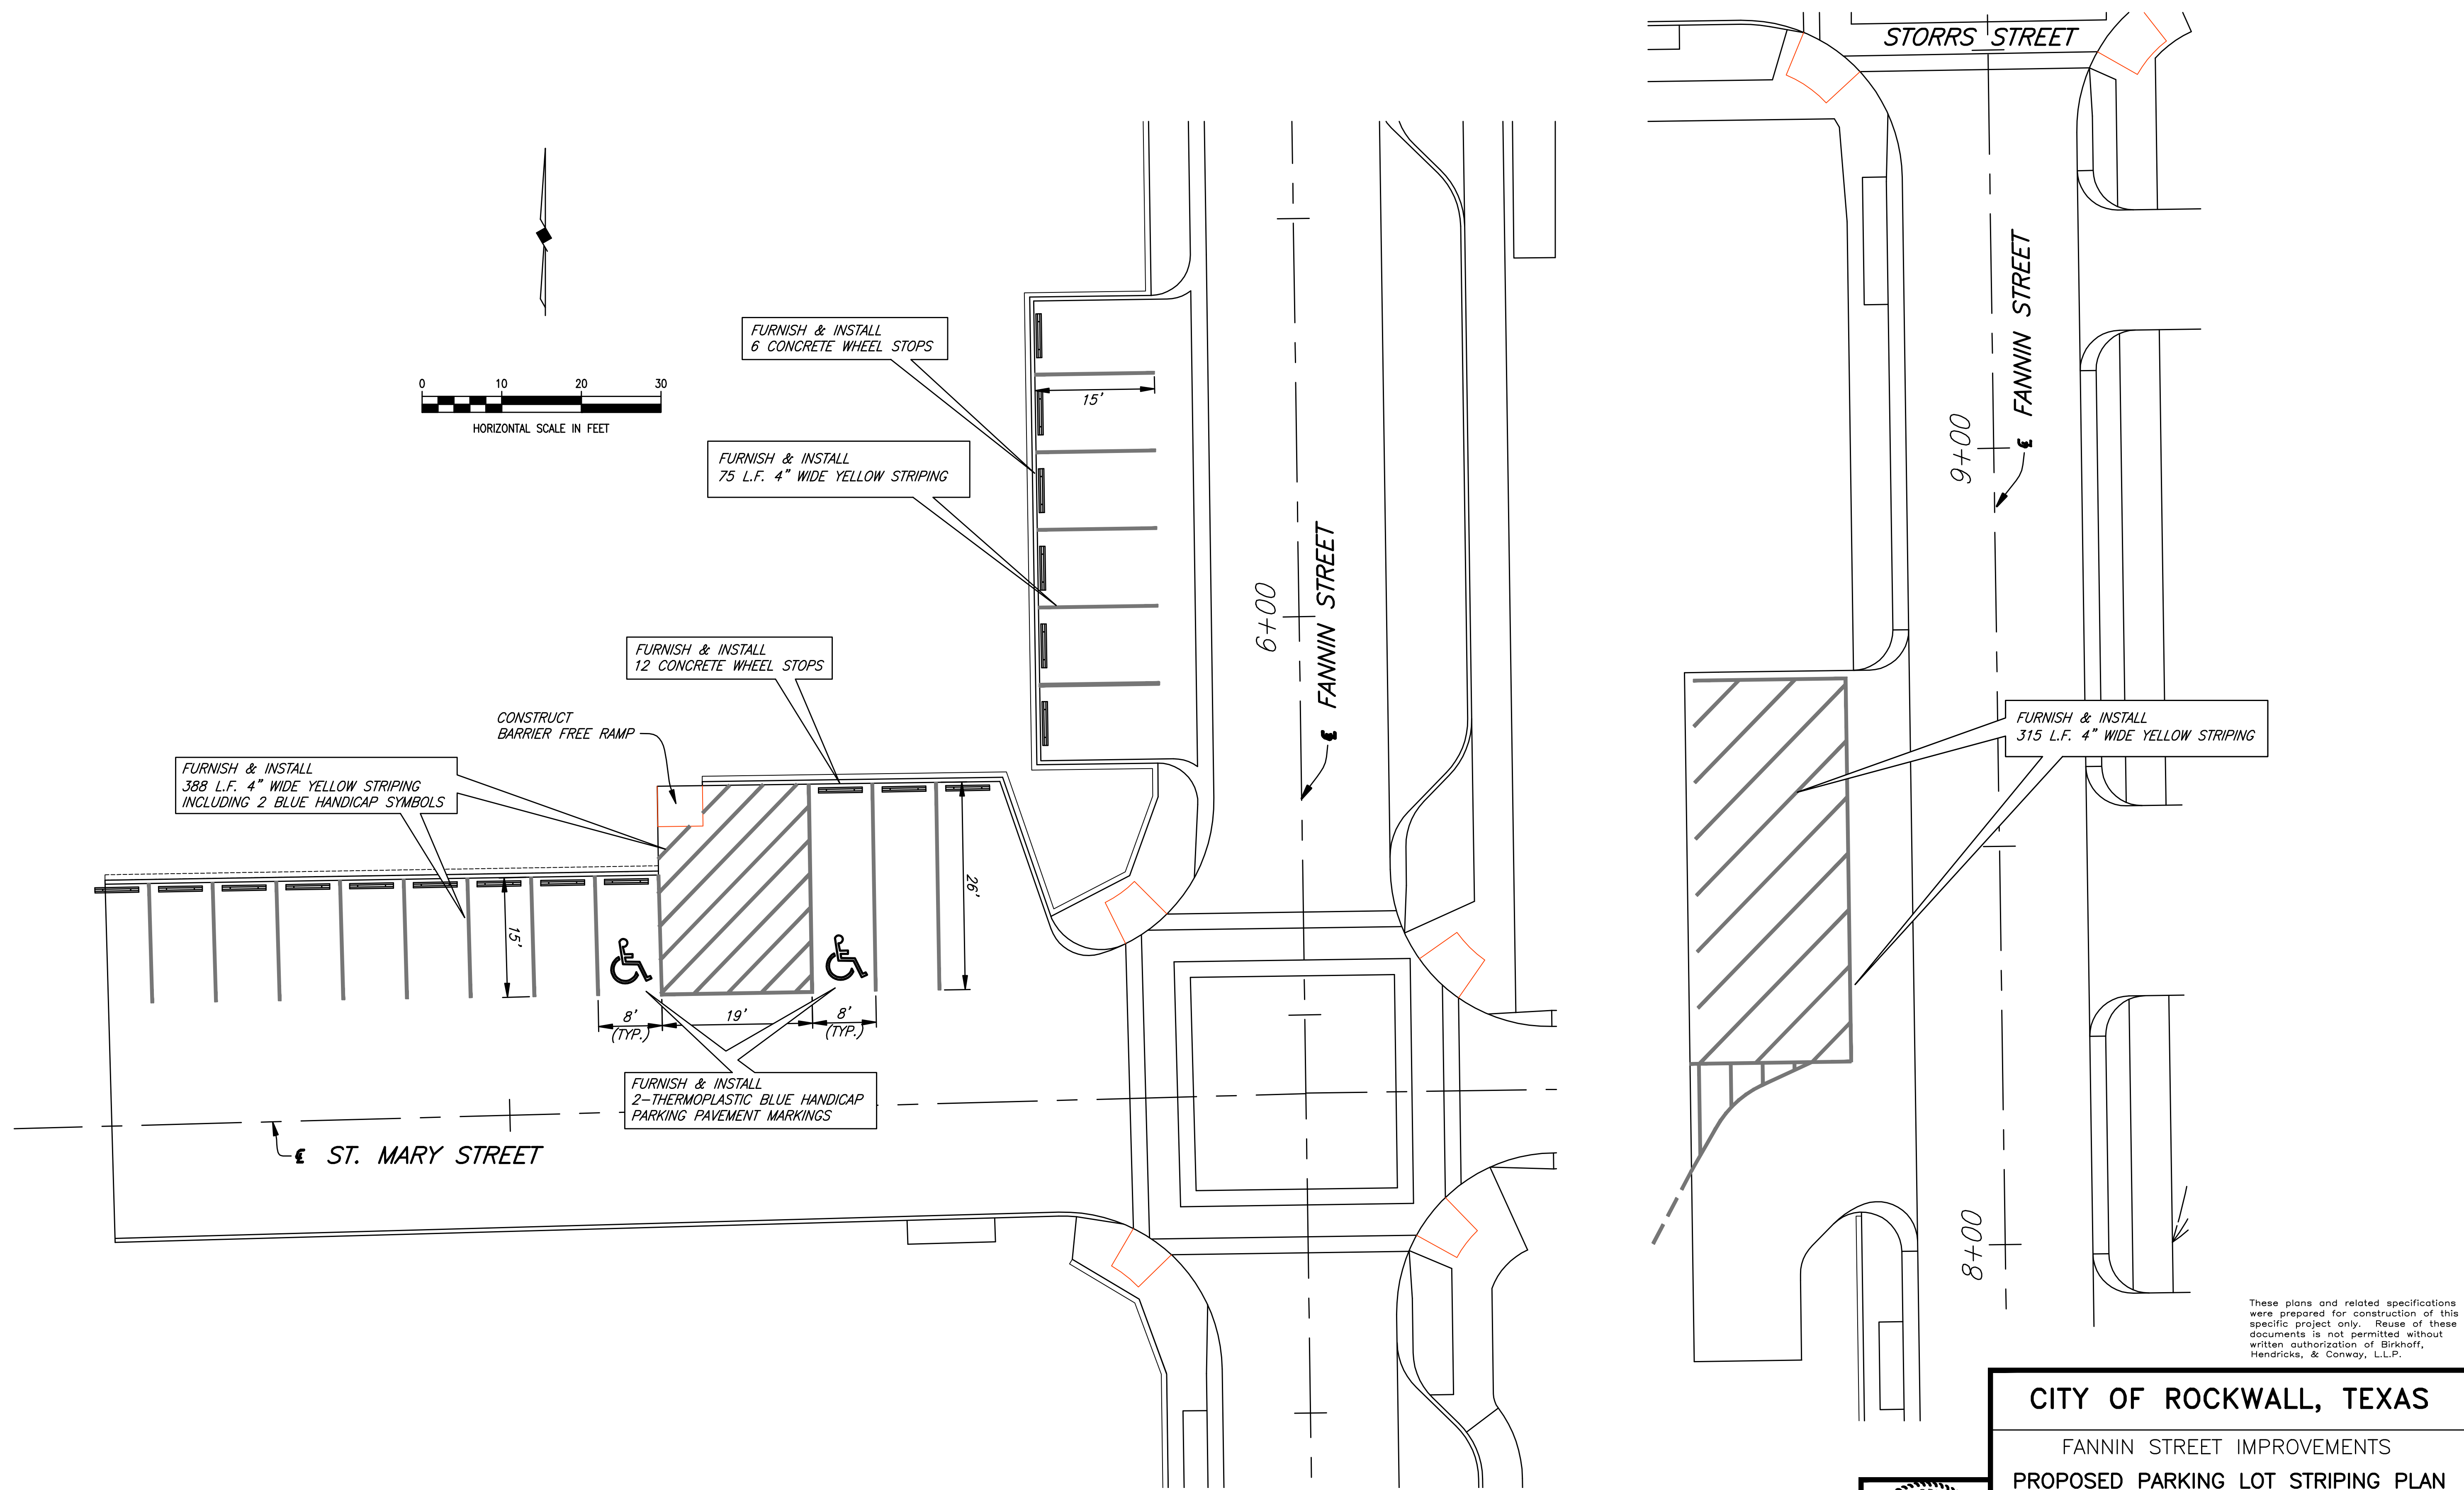 STORRS STREET
0 10 20 30
HORIZONTAL SCALE IN FEET
FURNISH & INSTALL
6 CONCRETE WHEEL STOPS
15'
FURNISH & INSTALL
75 L.F. 4" WIDE YELLOW STRIPING
6+00
℄ FANNIN STREET
FURNISH & INSTALL
12 CONCRETE WHEEL STOPS
CONSTRUCT
BARRIER FREE RAMP
FURNISH & INSTALL
388 L.F. 4" WIDE YELLOW STRIPING
INCLUDING 2 BLUE HANDICAP SYMBOLS
15'
26'
8'
(TYP.)
19'
8'
(TYP.)
FURNISH & INSTALL
2-THERMOPLASTIC BLUE HANDICAP
PARKING PAVEMENT MARKINGS
℄ ST. MARY STREET
9+00
℄ FANNIN STREET
FURNISH & INSTALL
315 L.F. 4" WIDE YELLOW STRIPING
8+00
These plans and related specifications
were prepared for construction of this
specific project only. Reuse of these
documents is not permitted without
written authorization of Birkhoff,
Hendricks, & Conway, L.L.P.
CITY OF ROCKWALL, TEXAS
FANNIN STREET IMPROVEMENTS
PROPOSED PARKING LOT STRIPING PLAN